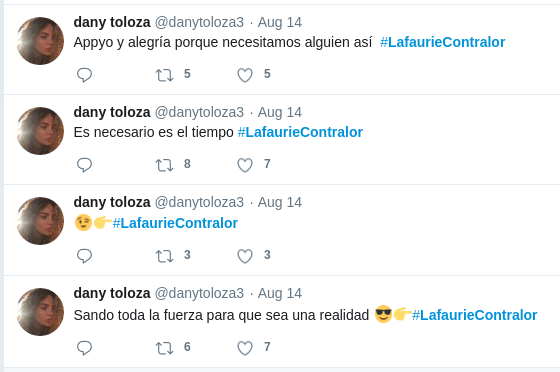 dany toloza @danytoloza3 · Aug 14
Appyo y alegría porque necesitamos alguien así #LafaurieContralor
5 5
dany toloza @danytoloza3 · Aug 14
Es necesario es el tiempo #LafaurieContralor
8 7
dany toloza @danytoloza3 · Aug 14
😉👉#LafaurieContralor
3 3
dany toloza @danytoloza3 · Aug 14
Sando toda la fuerza para que sea una realidad 😎👉#LafaurieContralor
6 7